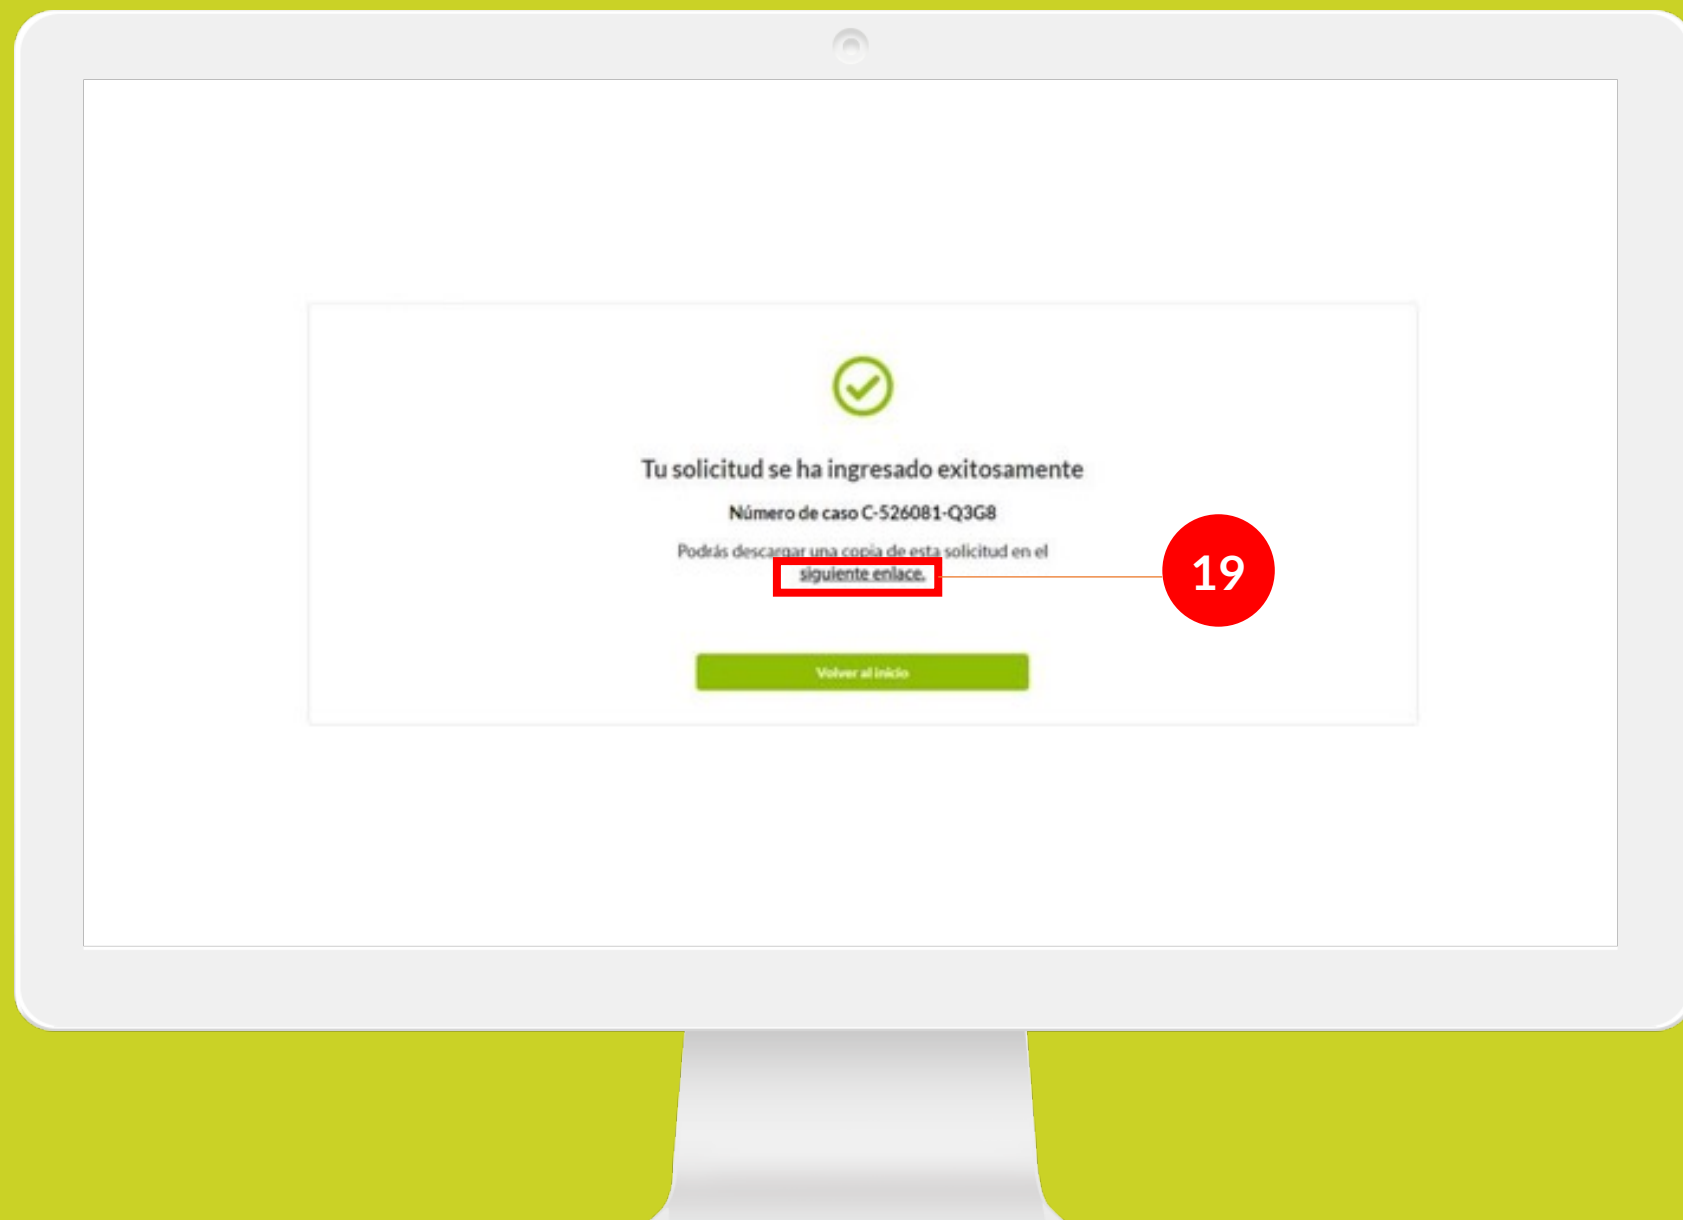 Tu solicitud se ha ingresado exitosamente
Número de caso C-526081-Q3G8
Podrás descargar una copia de esta solicitud en el
siguiente enlace.
19
Volver al inicio